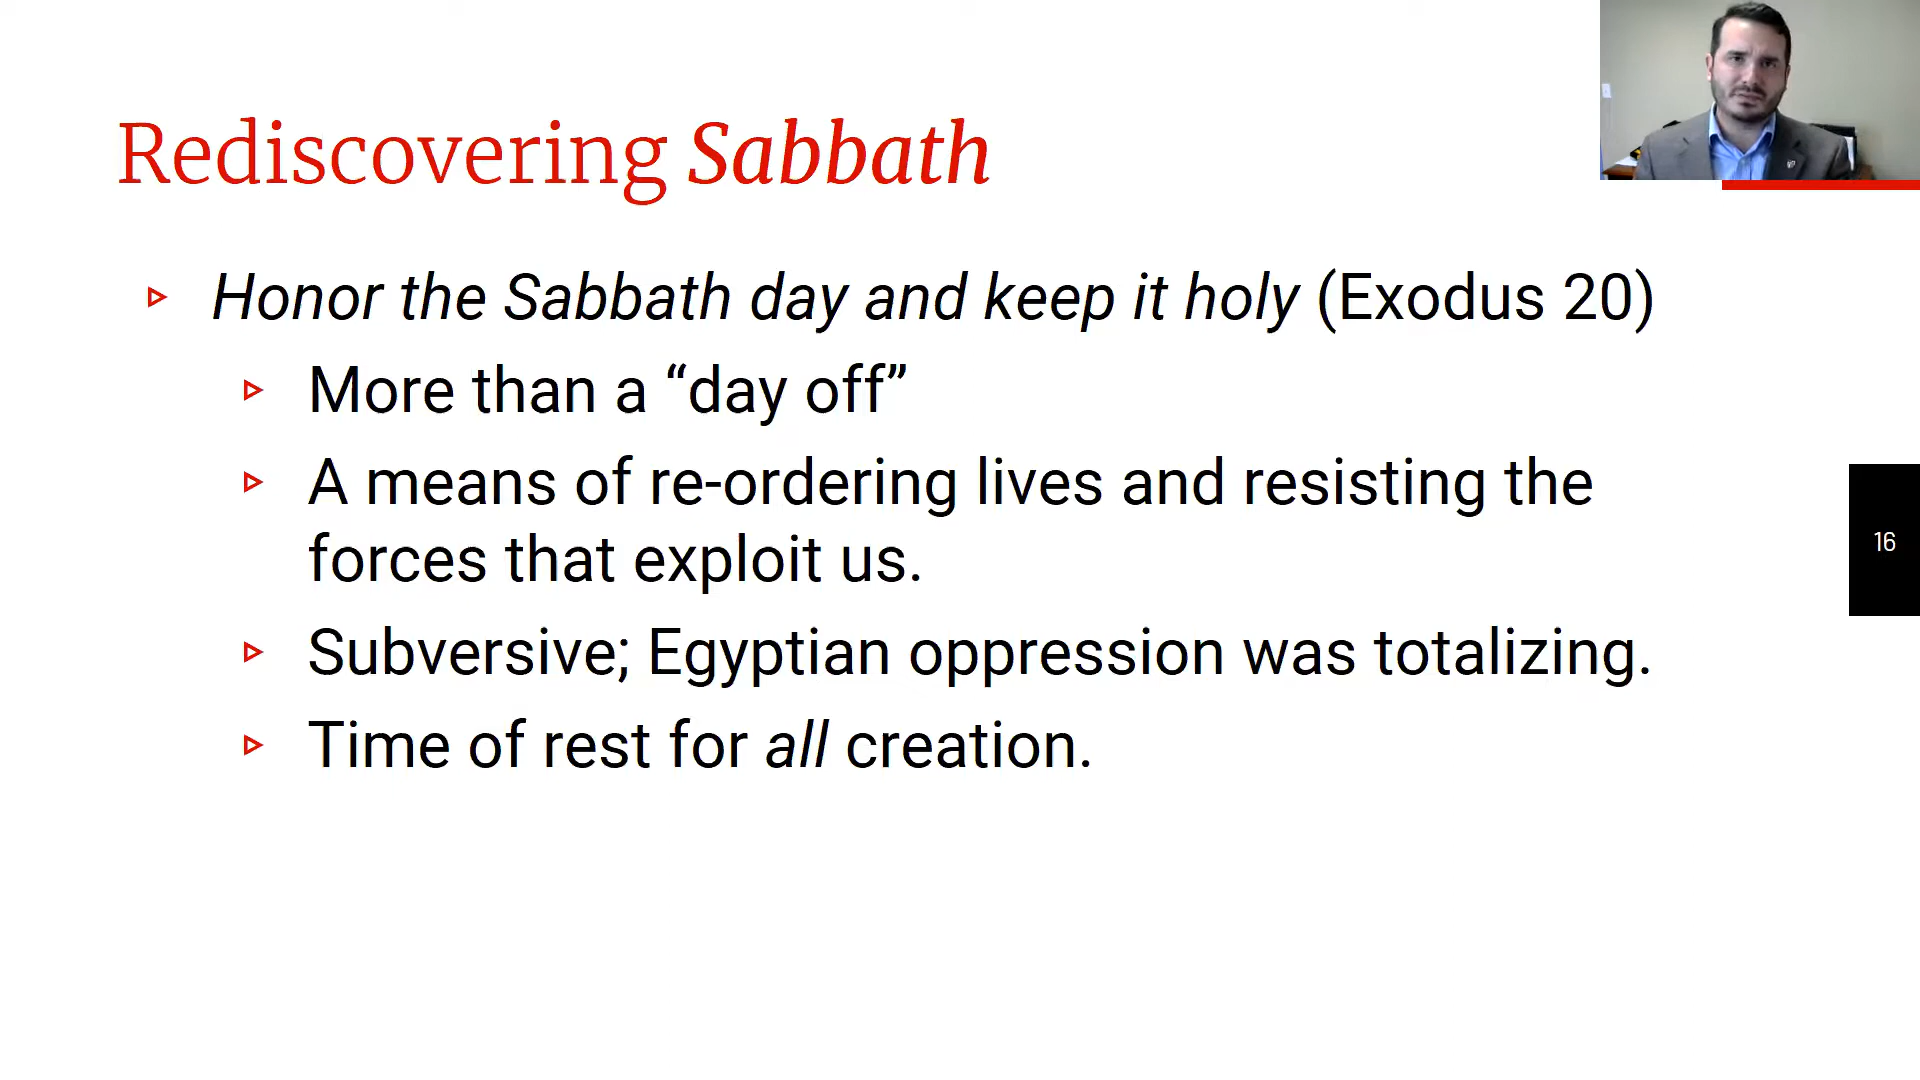 Rediscovering Sabbath
Honor the Sabbath day and keep it holy (Exodus 20)
More than a “day off”
A means of re-ordering lives and resisting the
forces that exploit us.
Subversive; Egyptian oppression was totalizing.
Time of rest for all creation.
16